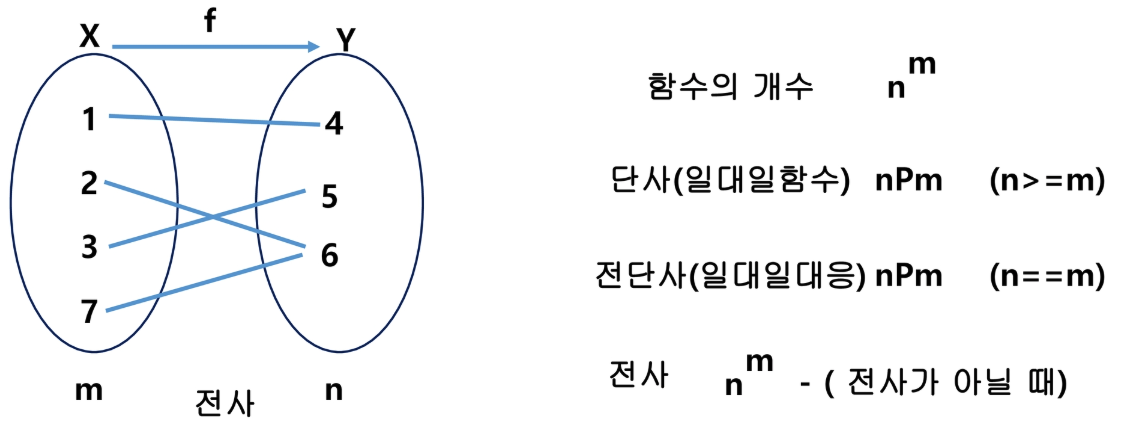 f
X Y
1 4
2 5
3 6
7
m 전사 n
함수의 개수 n^m
단사(일대일함수) nPm (n>=m)
전단사(일대일대응) nPm (n==m)
전사 n^m - ( 전사가 아닐 때)